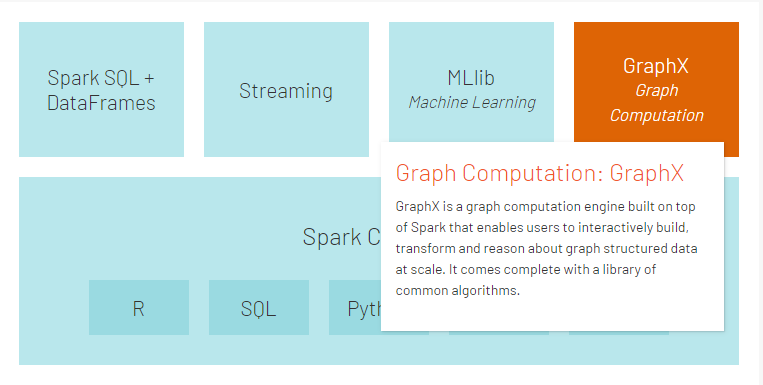 Spark SQL +
DataFrames
Streaming
MLlib
Machine Learning
GraphX
Graph
Computation
Graph Computation: GraphX
GraphX is a graph computation engine built on top
of Spark that enables users to interactively build,
transform and reason about graph structured data
at scale. It comes complete with a library of
common algorithms.
Spark
R
SQL